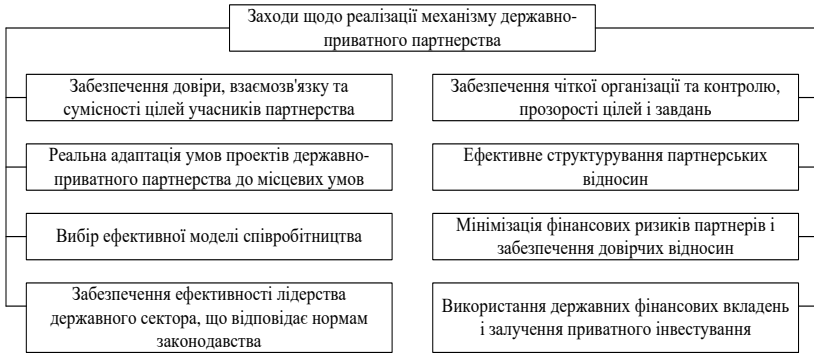 Заходи щодо реалізації механізму державно-
приватного партнерства
Забезпечення довіри, взаємозв'язку та
сумісності цілей учасників партнерства
Реальна адаптація умов проектів державно-
приватного партнерства до місцевих умов
Вибір ефективної моделі співробітництва
Забезпечення ефективності лідерства
державного сектора, що відповідає нормам
законодавства
Забезпечення чіткої організації та контролю,
прозорості цілей і завдань
Ефективне структурування партнерських
відносин
Мінімізація фінансових ризиків партнерів і
забезпечення довірчих відносин
Використання державних фінансових вкладень
і залучення приватного інвестування